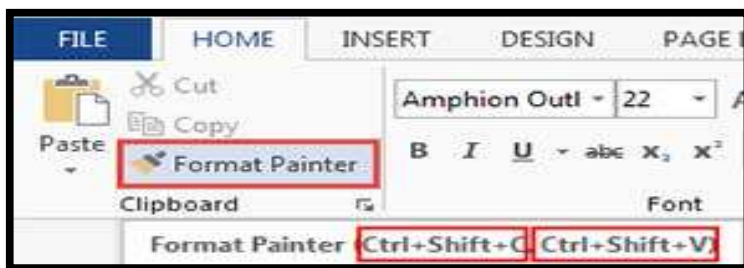 FILE HOME INSERT DESIGN PAGE
Cut
Copy
Paste
Format Painter
Clipboard
Amphion Outl 22 A
B I U abc X₂ X²
Font
Format Painter (Ctrl+Shift+C, Ctrl+Shift+V)